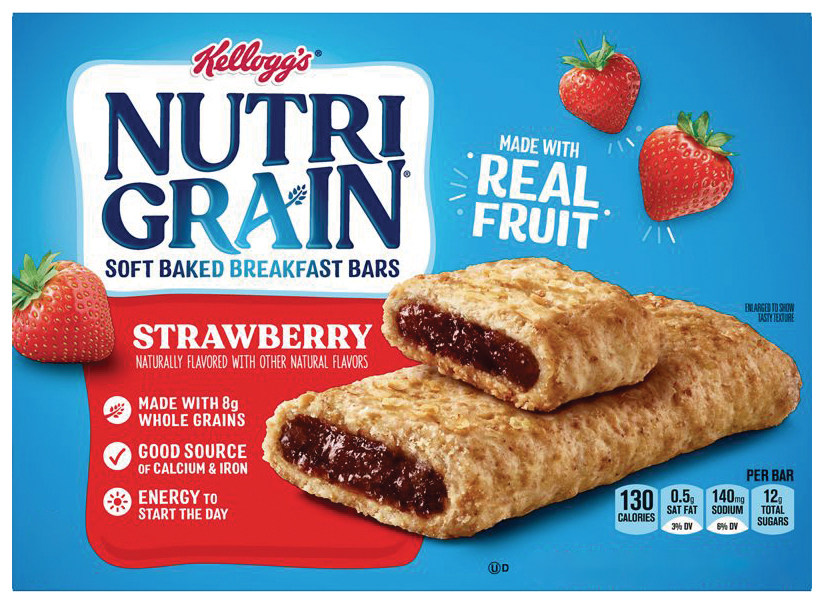 Kellogg's®
NUTRI
GRAIN®
SOFT BAKED BREAKFAST BARS
MADE WITH
REAL
FRUIT
ENLARGED TO SHOW
TASTY TEXTURE
STRAWBERRY
NATURALLY FLAVORED WITH OTHER NATURAL FLAVORS
MADE WITH 8g
WHOLE GRAINS
GOOD SOURCE
OF CALCIUM & IRON
ENERGY TO
START THE DAY
PER BAR
130
CALORIES
0.5g
SAT FAT
3% DV
140mg
SODIUM
6% DV
12g
TOTAL
SUGARS
UD